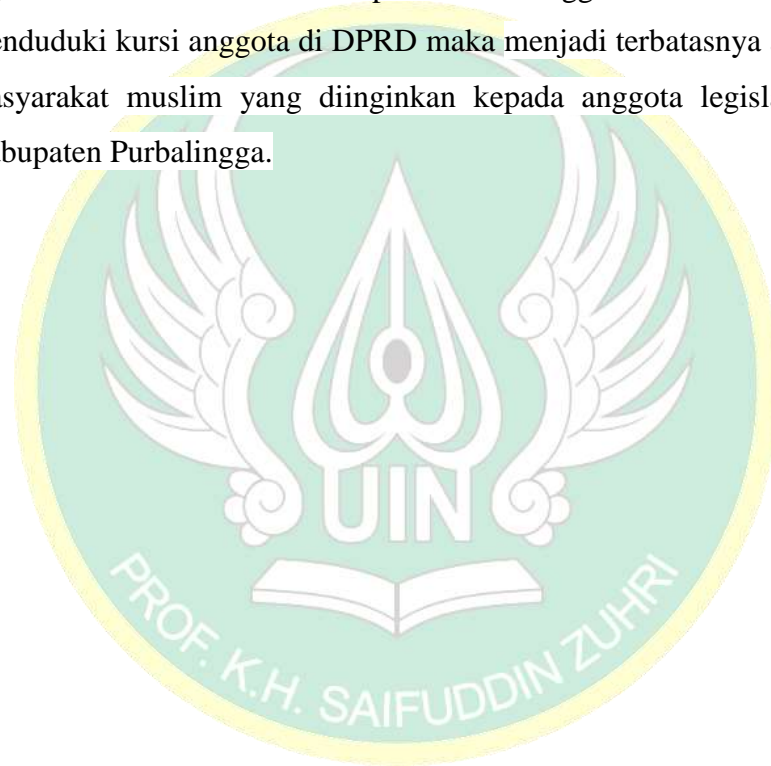 menduduki kursi anggota di DPRD maka menjadi terbatasnya
masyarakat muslim yang diinginkan kepada anggota
Kabupaten Purbalingga.
UIN
PROF. K.H. SAIFUDDIN ZUHRI